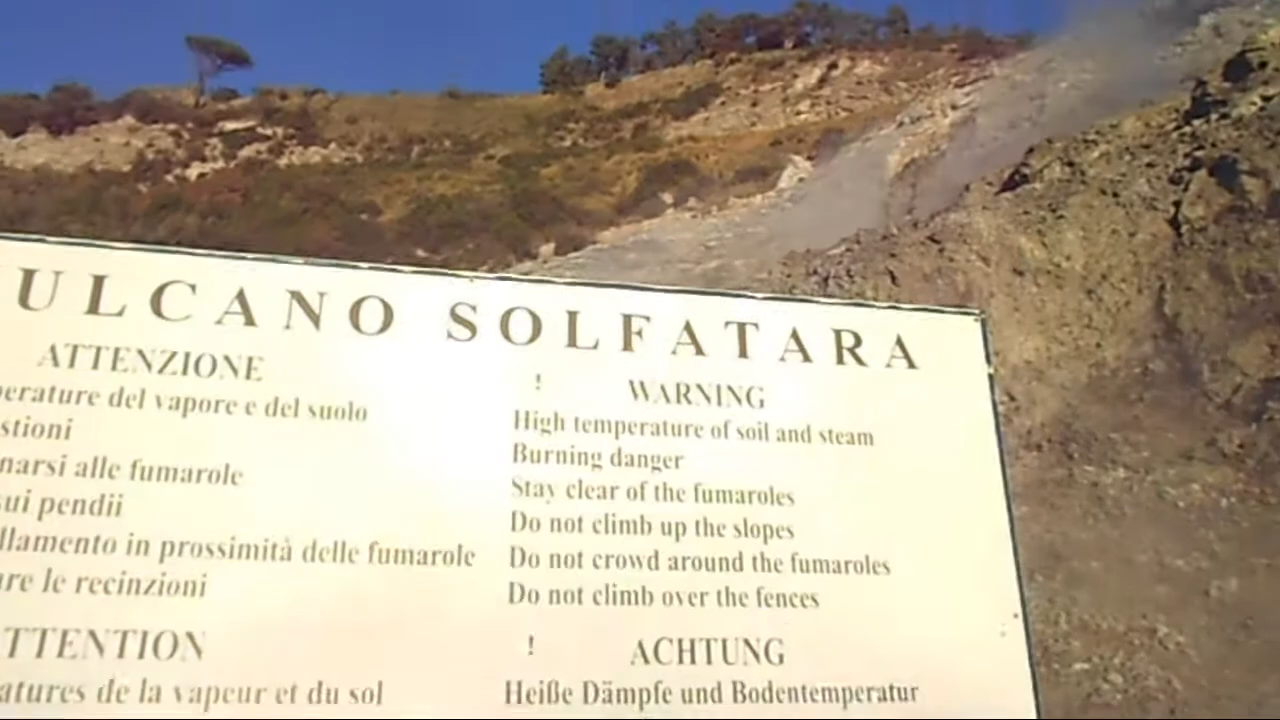 ULCANO SOLFATARA
ATTENZIONE
erature del vapore e del suolo
stioni
narsi alle fumarole
sui pendii
llamento in prossimità delle fumarole
are le recinzioni
! WARNING
High temperature of soil and steam
Burning danger
Stay clear of the fumaroles
Do not climb up the slopes
Do not crowd around the fumaroles
Do not climb over the fences
TTENTION
atures de la vapeur et du sol
! ACHTUNG
Heiße Dämpfe und Bodentemperatur